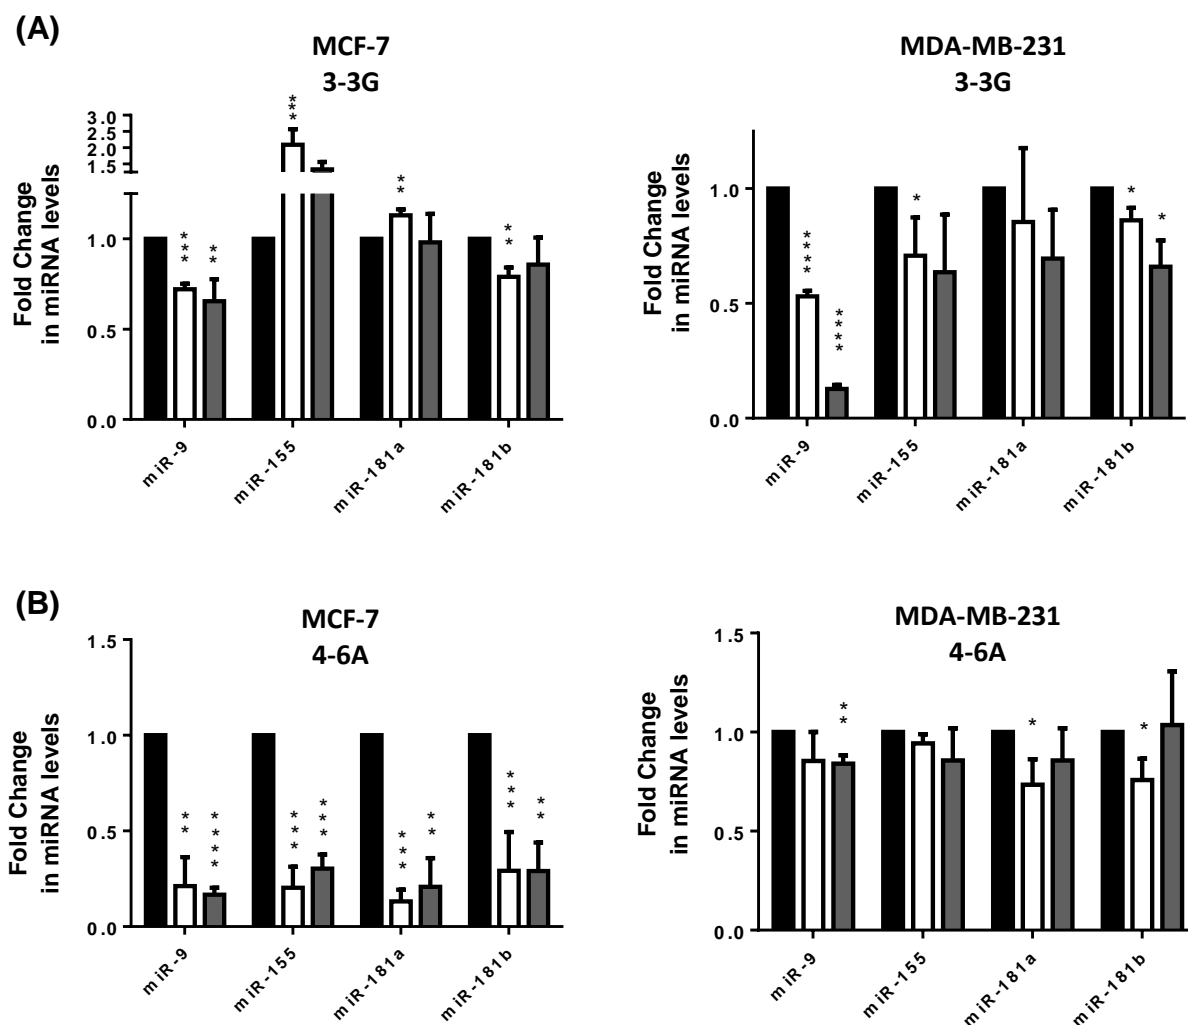 (A)
MCF-7
3-3G
Fold Change
in miRNA levels
3.0
2.5
2.0
1.5
1.0
0.5
0.0
***
**
***
**
**
miR-9
miR-155
miR-181a
miR-181b
MDA-MB-231
3-3G
Fold Change
in miRNA levels
1.0
0.5
0.0
****
****
*
*
*
miR-9
miR-155
miR-181a
miR-181b
(B)
MCF-7
4-6A
Fold Change
in miRNA levels
1.5
1.0
0.5
0.0
**
****
***
***
***
**
***
**
miR-9
miR-155
miR-181a
miR-181b
MDA-MB-231
4-6A
Fold Change
in miRNA levels
1.5
1.0
0.5
0.0
**
*
*
miR-9
miR-155
miR-181a
miR-181b